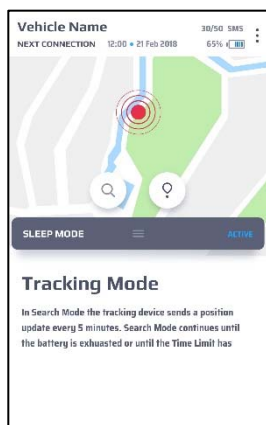 Vehicle Name 30/50 SMS
NEXT CONNECTION 12:00 • 21 Feb 2018 65%
SLEEP MODE ACTIVE
Tracking Mode
In Search Mode the tracking device sends a position
update every 5 minutes. Search Mode continues until
the battery is exhuasted or until the Time Limit has